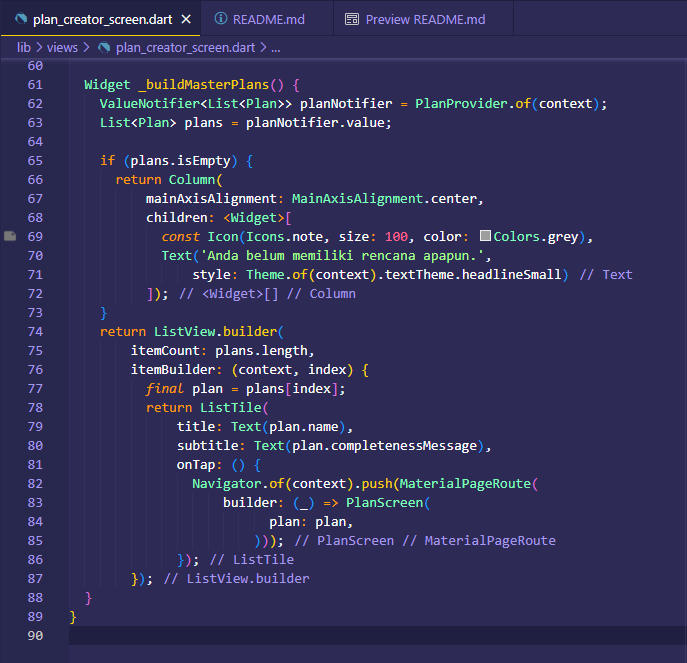 plan_creator_screen.dart × README.md Preview README.md
lib > views > plan_creator_screen.dart > ...
60
61 Widget _buildMasterPlans() {
62 ValueNotifier<List<Plan>> planNotifier = PlanProvider.of(context);
63 List<Plan> plans = planNotifier.value;
64
65 if (plans.isEmpty) {
66 return Column(
67 mainAxisAlignment: MainAxisAlignment.center,
68 children: <Widget>[
69 const Icon(Icons.note, size: 100, color: Colors.grey),
70 Text('Anda belum memiliki rencana apapun.',
71 style: Theme.of(context).textTheme.headlineSmall) // Text
72 ]); // <Widget>[] // Column
73 }
74 return ListView.builder(
75 itemCount: plans.length,
76 itemBuilder: (context, index) {
77 final plan = plans[index];
78 return ListTile(
79 title: Text(plan.name),
80 subtitle: Text(plan.completenessMessage),
81 onTap: () {
82 Navigator.of(context).push(MaterialPageRoute(
83 builder: (_) => PlanScreen(
84 plan: plan,
85 ))); // PlanScreen // MaterialPageRoute
86 }); // ListTile
87 }); // ListView.builder
88 }
89 }
90